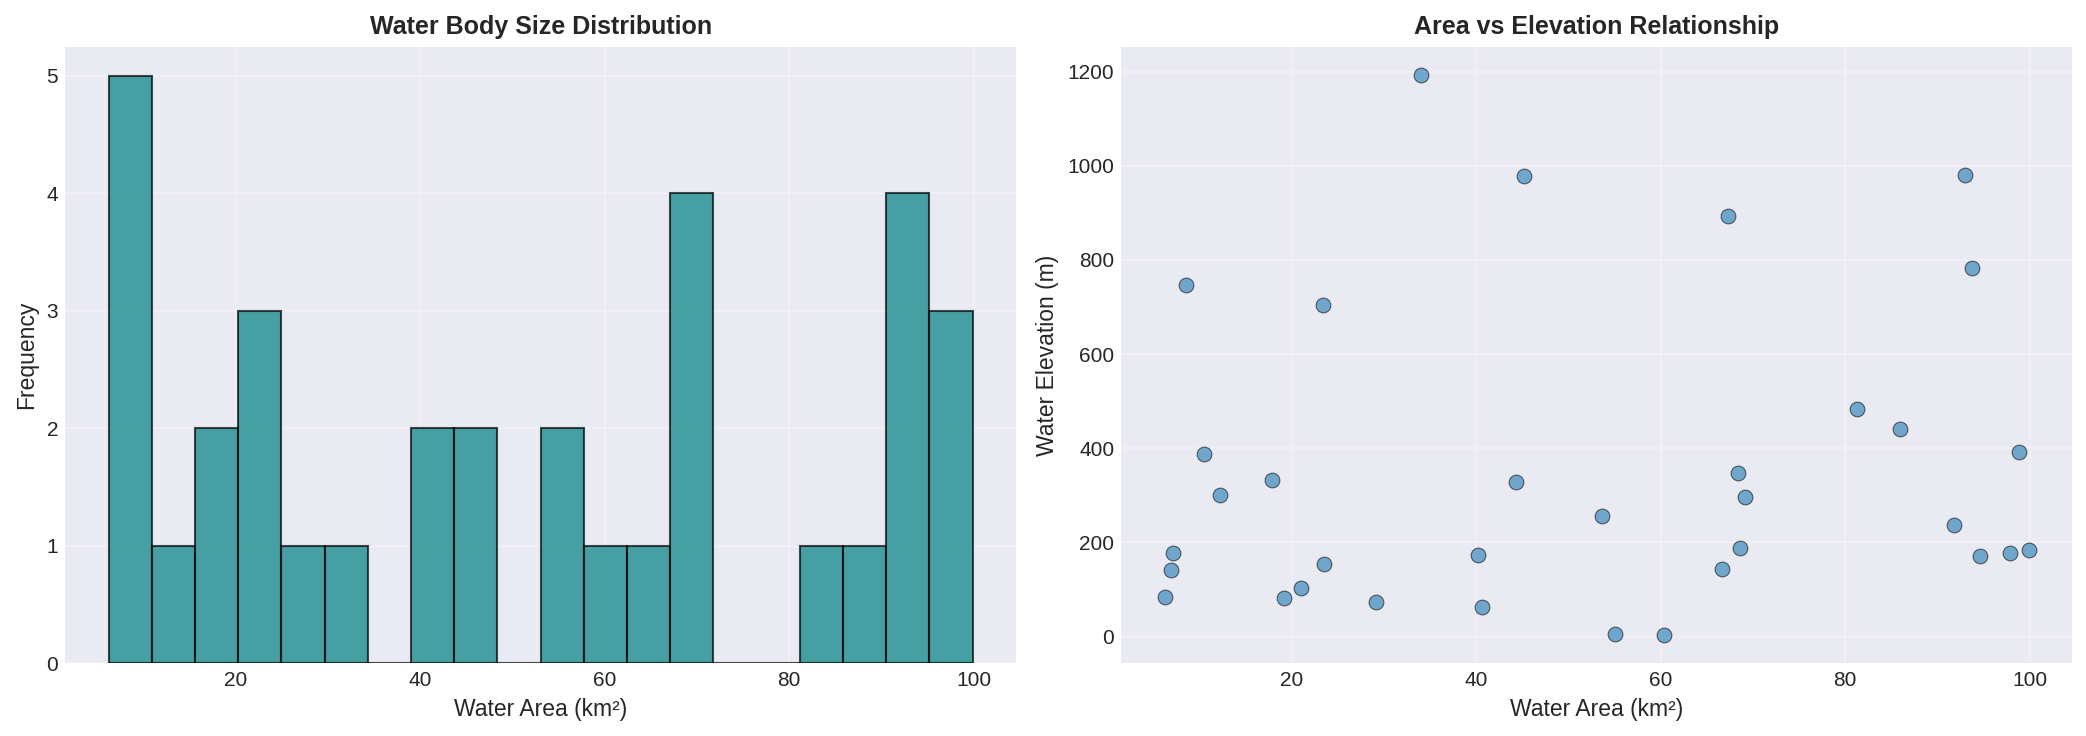 Water Body Size Distribution
5
4
3
2
1
0
Frequency
20 40 60 80 100
Water Area (km²)
Area vs Elevation Relationship
1200
1000
800
600
400
200
0
Water Elevation (m)
20 40 60 80 100
Water Area (km²)